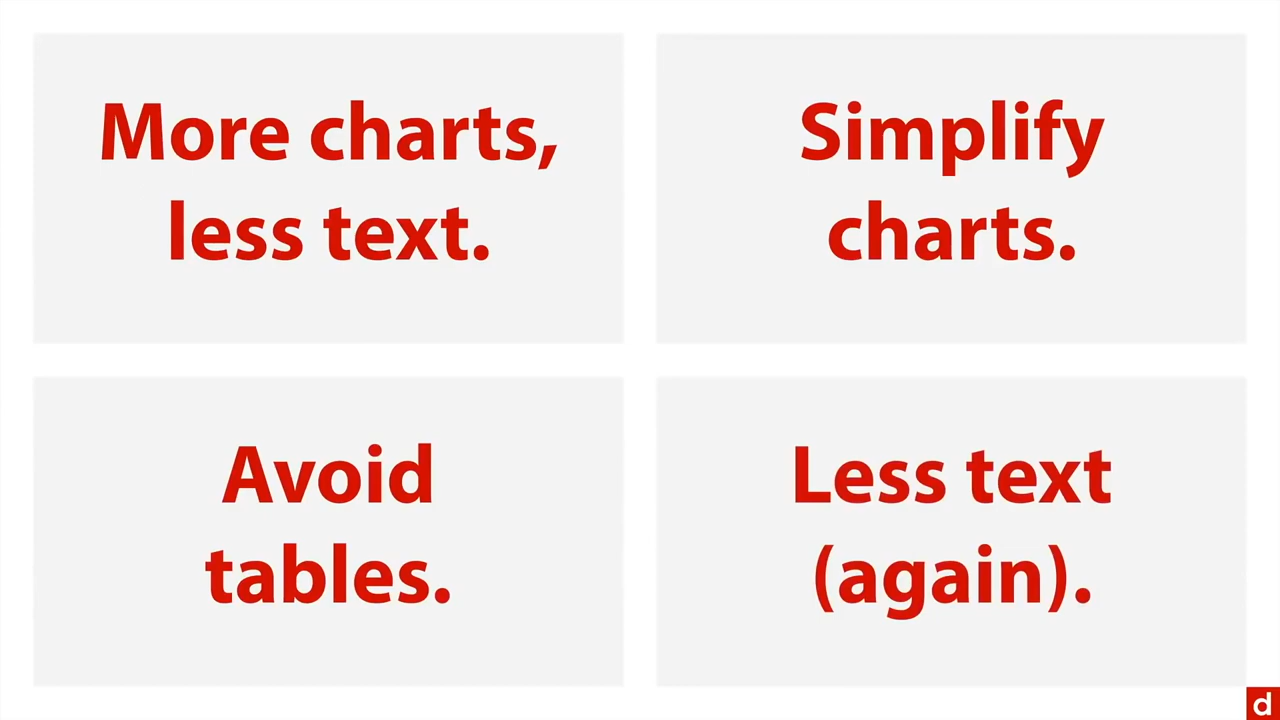 More charts,
less text.
Simplify
charts.
Avoid
tables.
Less text
(again).
d